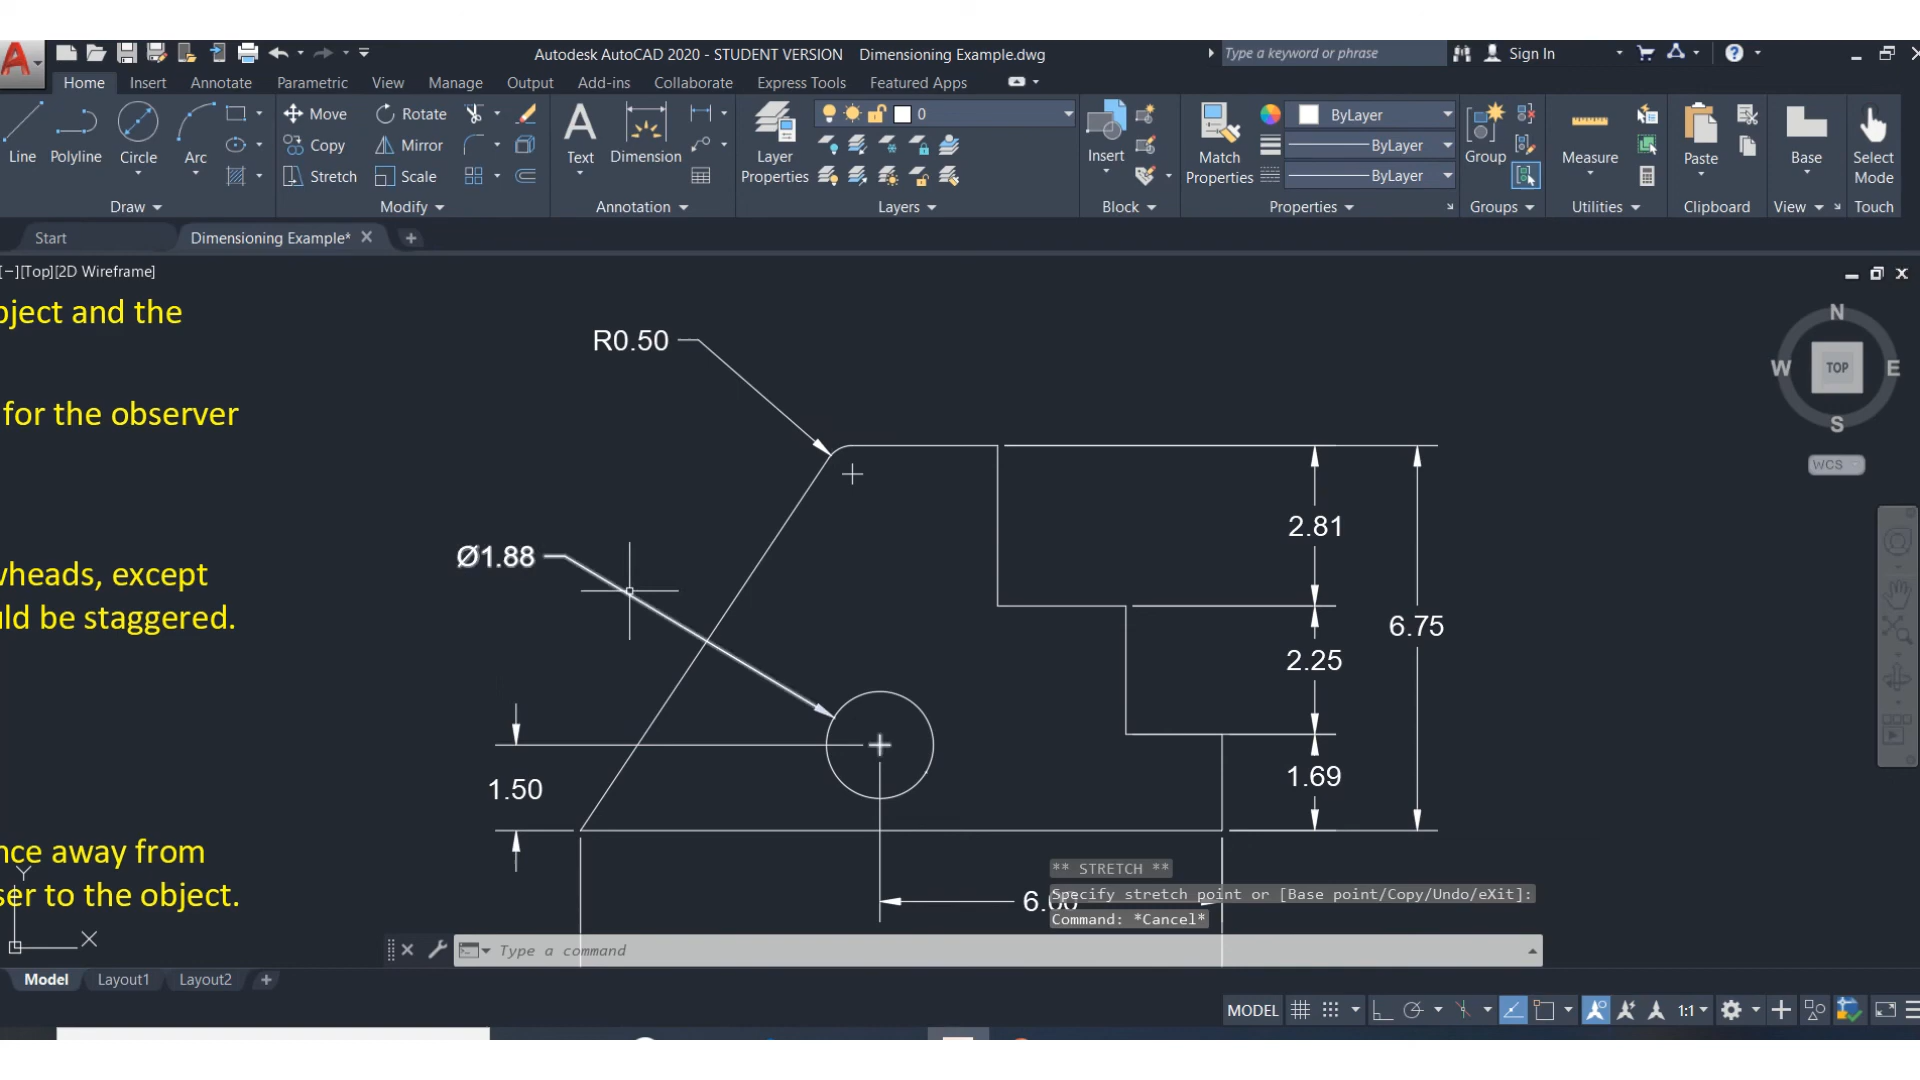 Autodesk AutoCAD 2020 - STUDENT VERSION Dimensioning Example.dwg
Type a keyword or phrase
Sign In
Home Insert Annotate Parametric View Manage Output Add-ins Collaborate Express Tools Featured Apps
Line Polyline Circle Arc
Move Rotate
Copy Mirror
Stretch Scale
Text Dimension
Layer Properties
0
Insert
Match Properties
ByLayer
ByLayer
ByLayer
Group
Measure
Paste
Base
Select Mode
Draw Modify Annotation Layers Block Properties Groups Utilities Clipboard View Touch
Start Dimensioning Example*
[−][Top][2D Wireframe]
N
W TOP E
S
WCS
bject and the
for the observer
wheads, except
uld be staggered.
nce away from
ser to the object.
R0.50
Ø1.88
1.50
2.81
2.25
6.75
1.69
6.00
Y
X
** STRETCH **
Specify stretch point or [Base point/Copy/Undo/eXit]:
Command: *Cancel*
Type a command
Model Layout1 Layout2
MODEL 1:1